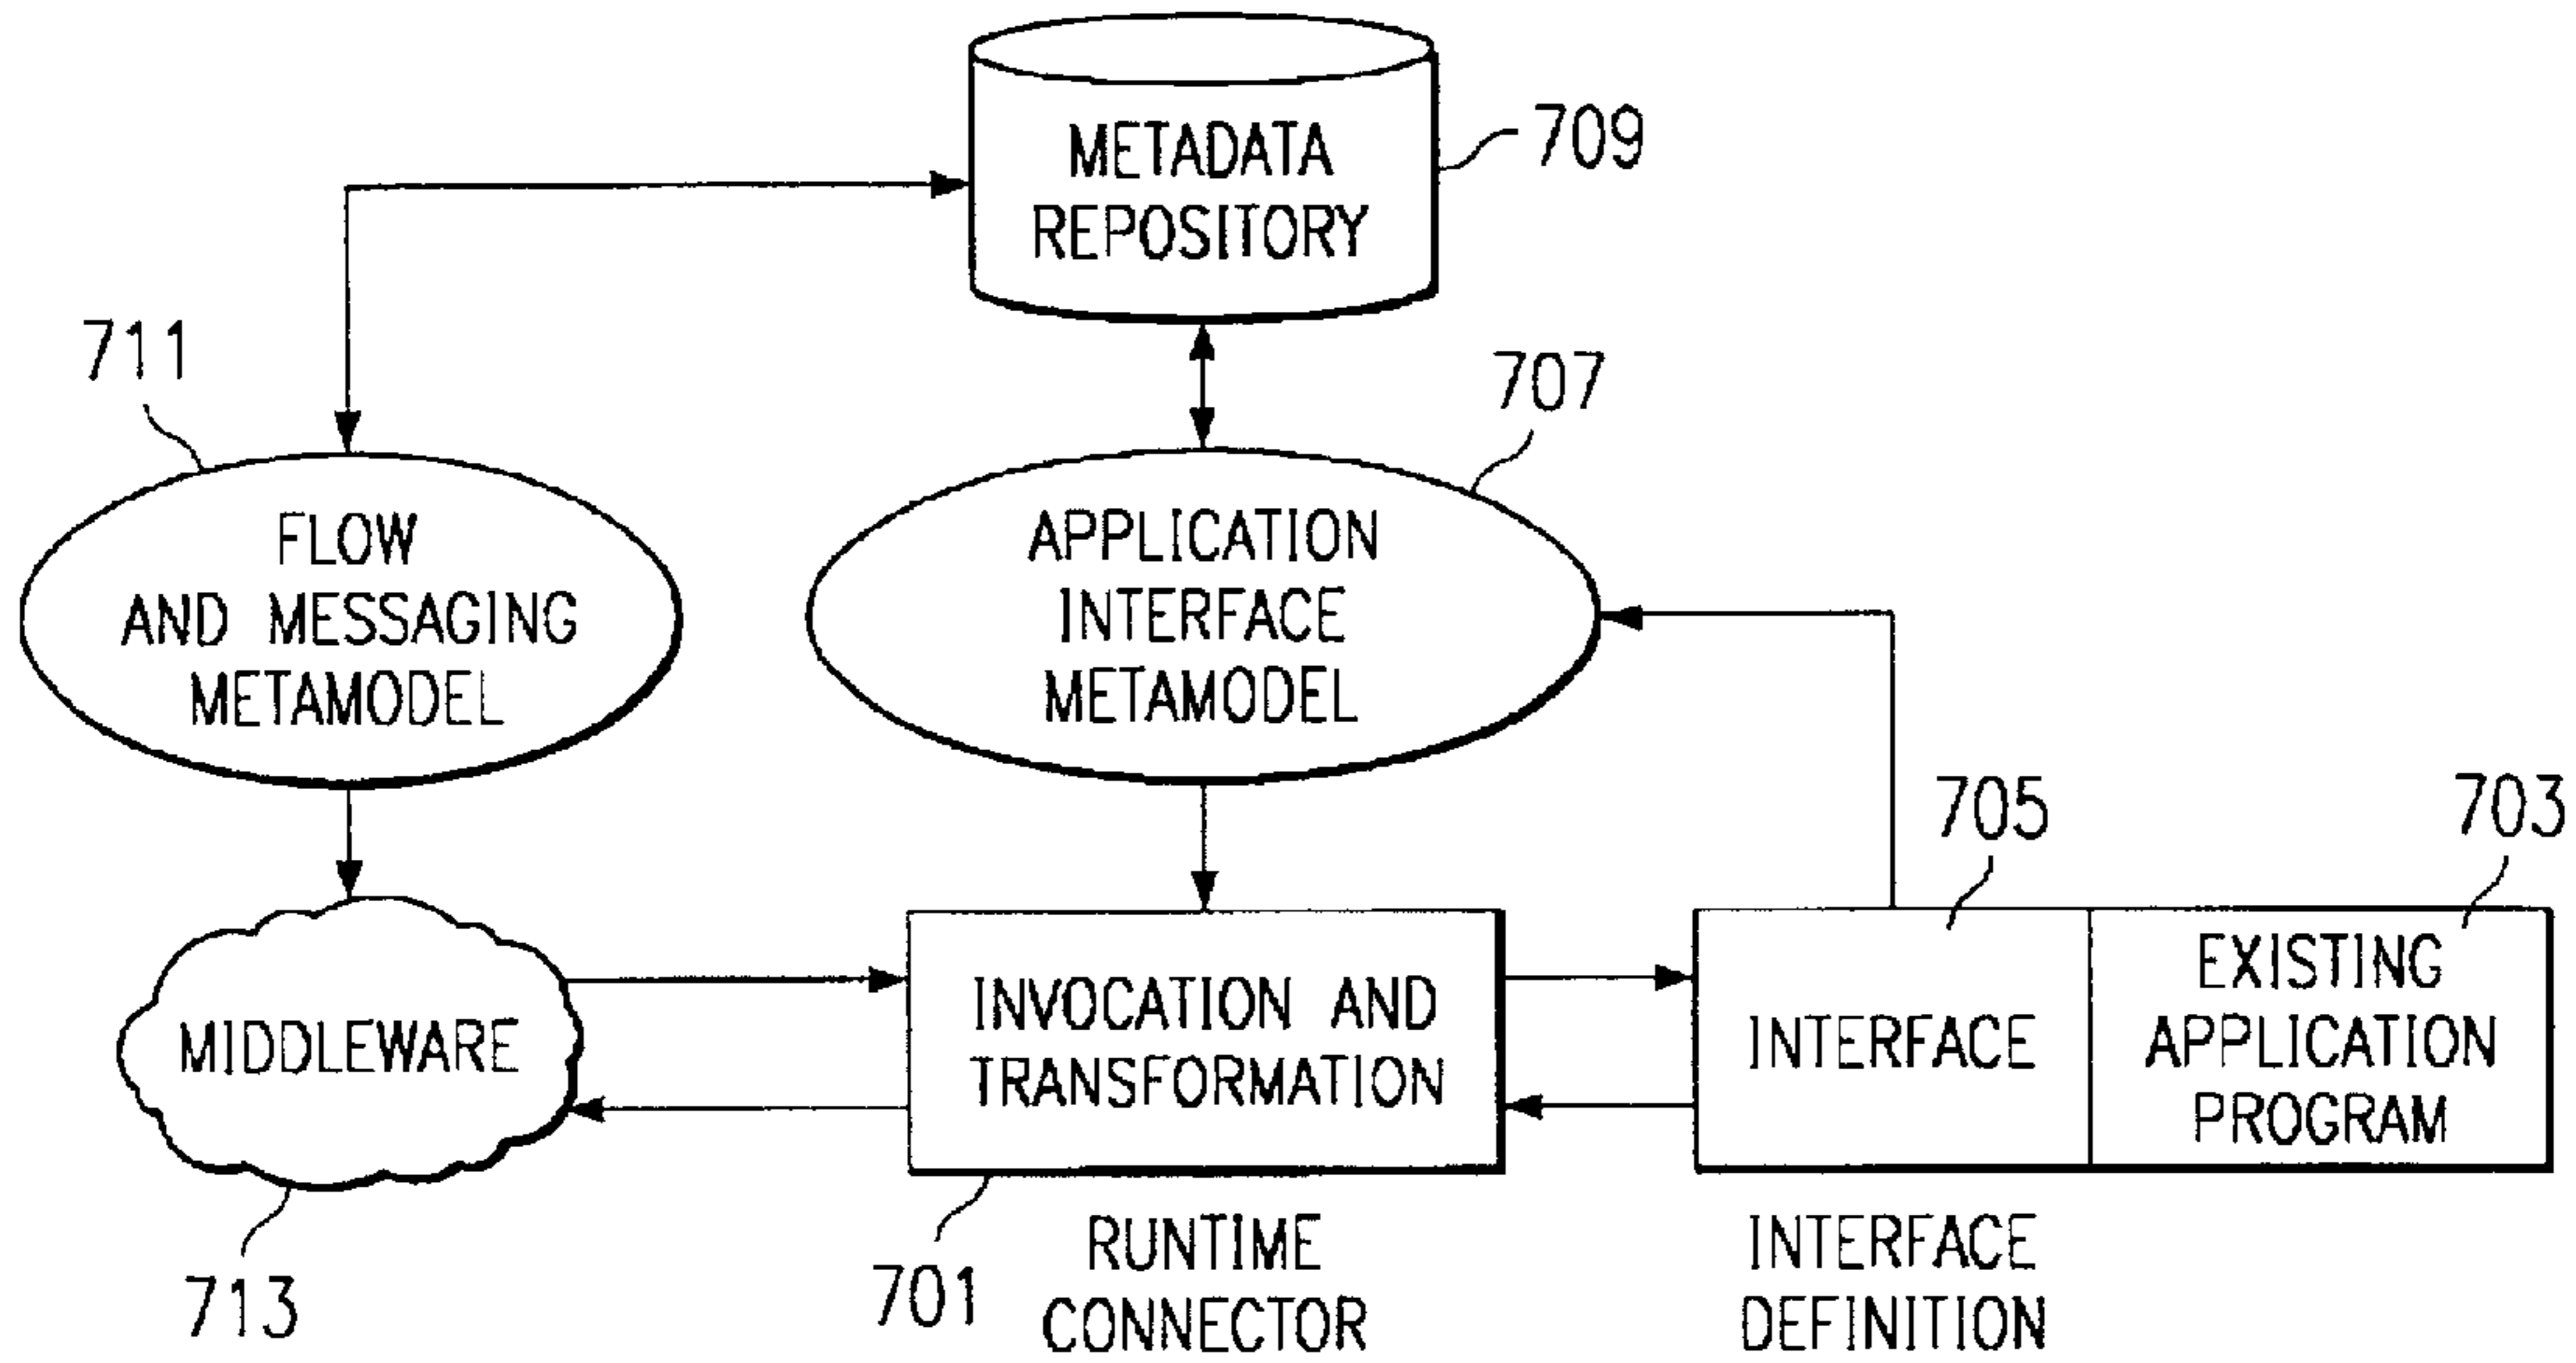 METADATA
REPOSITORY
709
711
707
FLOW
AND MESSAGING
METAMODEL
APPLICATION
INTERFACE
METAMODEL
705
703
MIDDLEWARE
INVOCATION AND
TRANSFORMATION
INTERFACE
EXISTING
APPLICATION
PROGRAM
713
701
RUNTIME
CONNECTOR
INTERFACE
DEFINITION